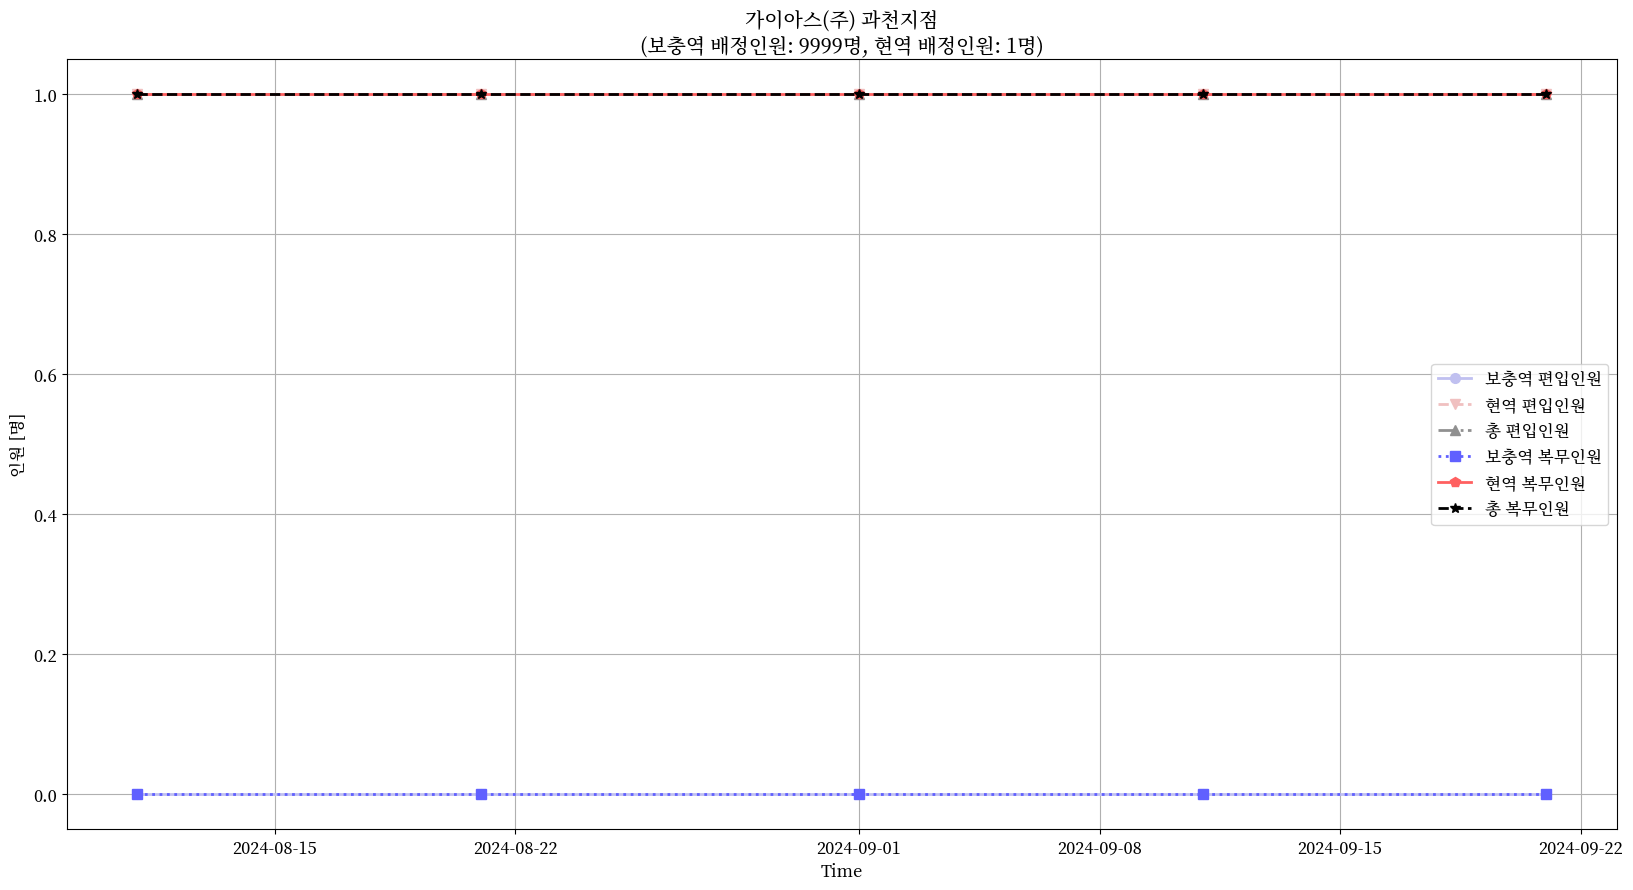 가이아스(주) 과천지점
(보충역 배정인원: 9999명, 현역 배정인원: 1명)
1.0
0.8
0.6
0.4
0.2
0.0
인원 [명]
보충역 편입인원
현역 편입인원
총 편입인원
보충역 복무인원
현역 복무인원
총 복무인원
2024-08-15
2024-08-22
2024-09-01
2024-09-08
2024-09-15
2024-09-22
Time